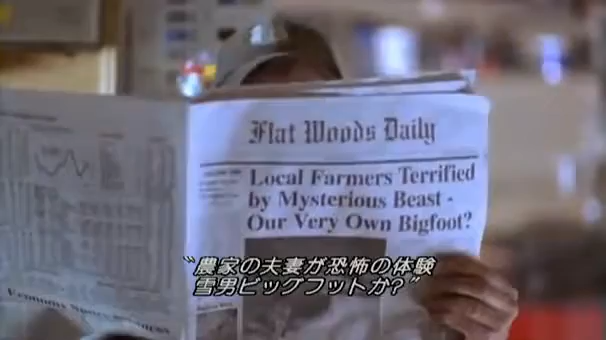 Flat Woods Daily
Local Farmers Terrified
by Mysterious Beast -
Our Very Own Bigfoot?
〝農家の夫妻が恐怖の体験
雪男ビッグフットか?〟